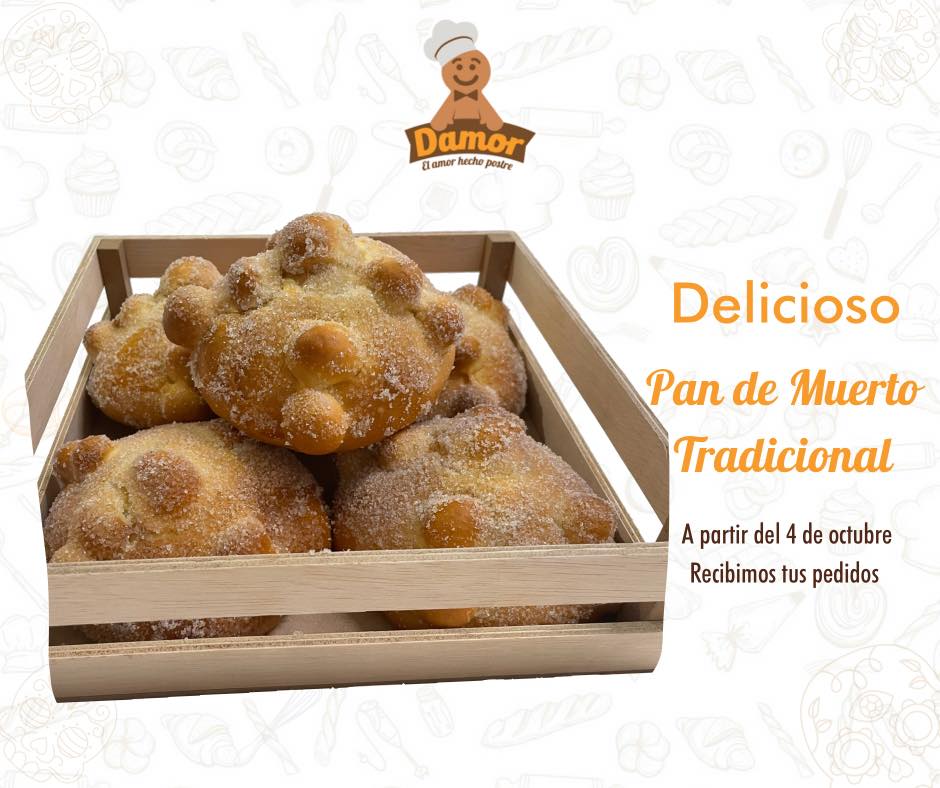 Damor
El amor hecho postre
Delicioso
Pan de Muerto
Tradicional
A partir del 4 de octubre
Recibimos tus pedidos